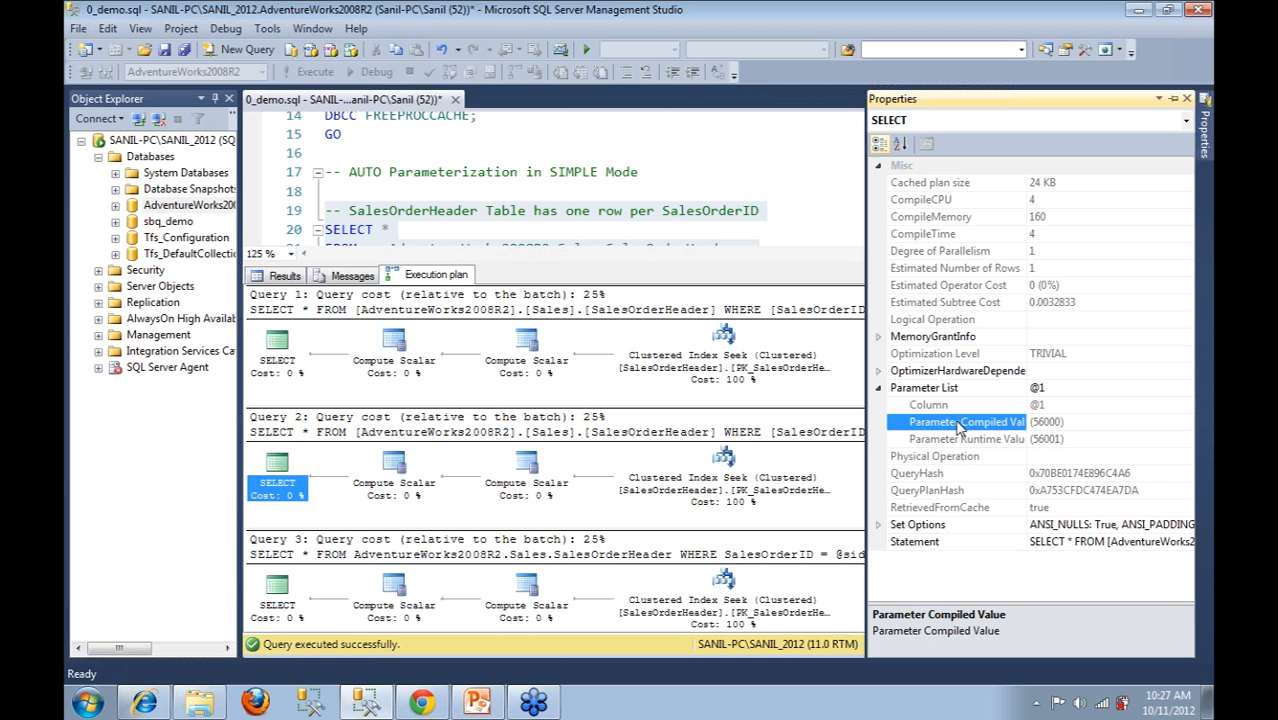 0_demo.sql - SANIL-PC\SANIL_2012.AdventureWorks2008R2 (Sanil-PC\Sanil (52))* - Microsoft SQL Server Management Studio
File Edit View Project Debug Tools Window Help
New Query
AdventureWorks2008R2 Execute Debug
Object Explorer
Connect
SANIL-PC\SANIL_2012 (SQ
Databases
System Databases
Database Snapshots
AdventureWorks200
sbq_demo
Tfs_Configuration
Tfs_DefaultCollectio
Security
Server Objects
Replication
AlwaysOn High Availab
Management
Integration Services Ca
SQL Server Agent
0_demo.sql - SANIL-...anil-PC\Sanil (52))*
14 DBCC FREEPROCCACHE;
15 GO
16
17 -- AUTO Parameterization in SIMPLE Mode
18
19 -- SalesOrderHeader Table has one row per SalesOrderID
20 SELECT *
125 %
Results Messages Execution plan
Query 1: Query cost (relative to the batch): 25%
SELECT * FROM [AdventureWorks2008R2].[Sales].[SalesOrderHeader] WHERE [SalesOrderID
SELECT
Cost: 0 %
Compute Scalar
Cost: 0 %
Compute Scalar
Cost: 0 %
Clustered Index Seek (Clustered)
[SalesOrderHeader].[PK_SalesOrderHe…
Cost: 100 %
Query 2: Query cost (relative to the batch): 25%
SELECT * FROM [AdventureWorks2008R2].[Sales].[SalesOrderHeader] WHERE [SalesOrderID
SELECT
Cost: 0 %
Compute Scalar
Cost: 0 %
Compute Scalar
Cost: 0 %
Clustered Index Seek (Clustered)
[SalesOrderHeader].[PK_SalesOrderHe…
Cost: 100 %
Query 3: Query cost (relative to the batch): 25%
SELECT * FROM AdventureWorks2008R2.Sales.SalesOrderHeader WHERE SalesOrderID = @sid
SELECT
Cost: 0 %
Compute Scalar
Cost: 0 %
Compute Scalar
Cost: 0 %
Clustered Index Seek (Clustered)
[SalesOrderHeader].[PK_SalesOrderHe…
Cost: 100 %
Query executed successfully. SANIL-PC\SANIL_2012 (11.0 RTM)
Properties
SELECT
Misc
Cached plan size 24 KB
CompileCPU 4
CompileMemory 160
CompileTime 4
Degree of Parallelism 1
Estimated Number of Rows 1
Estimated Operator Cost 0 (0%)
Estimated Subtree Cost 0.0032833
Logical Operation
MemoryGrantInfo
Optimization Level TRIVIAL
OptimizerHardwareDepende
Parameter List @1
Column @1
Parameter Compiled Val (56000)
Parameter Runtime Valu (56001)
Physical Operation
QueryHash 0x70BE0174E896C4A6
QueryPlanHash 0xA753CFDC474EA7DA
RetrievedFromCache true
Set Options ANSI_NULLS: True, ANSI_PADDING
Statement SELECT * FROM [AdventureWorks2
Parameter Compiled Value
Parameter Compiled Value
Properties
Ready
10:27 AM
10/11/2012